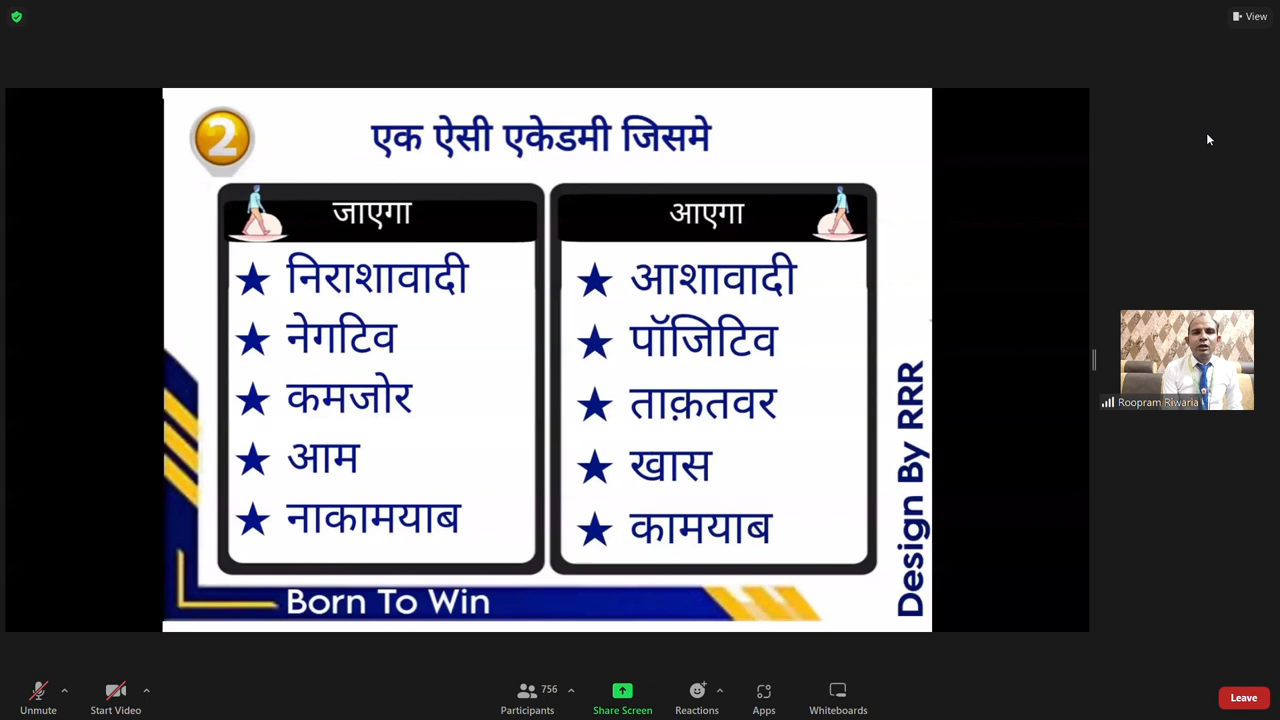 View
2
एक ऐसी एकेडमी जिसमे
जाएगा
★ निराशावादी
★ नेगटिव
★ कमजोर
★ आम
★ नाकामयाब
आएगा
★ आशावादी
★ पॉजिटिव
★ ताक़तवर
★ खास
★ कामयाब
Design By RRR
Born To Win
Roopram Riwaria
Unmute
Start Video
756
Participants
Share Screen
Reactions
Apps
Whiteboards
Leave